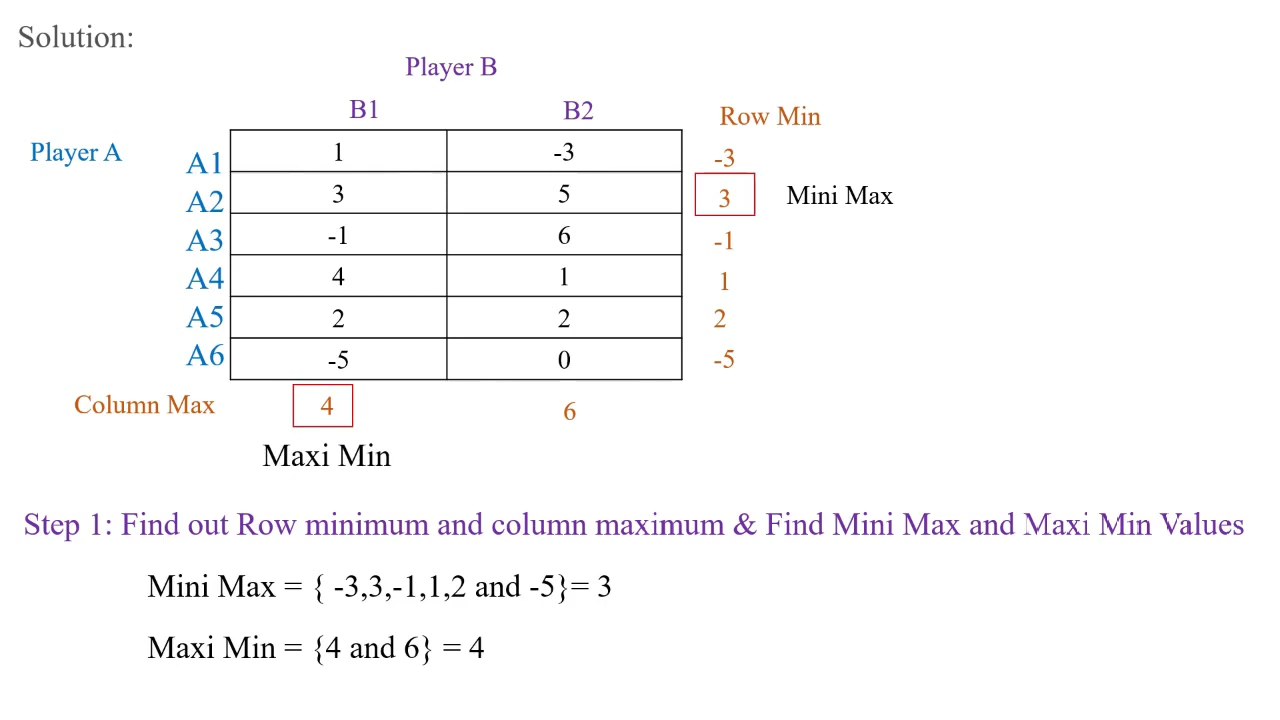 Solution:
Player B
B1 B2 Row Min
Player A A1 1 -3 -3
A2 3 5 3 Mini Max
A3 -1 6 -1
A4 4 1 1
A5 2 2 2
A6 -5 0 -5
Column Max 4 6
Maxi Min
Step 1: Find out Row minimum and column maximum & Find Mini Max and Maxi Min Values
Mini Max = { -3,3,-1,1,2 and -5}= 3
Maxi Min = {4 and 6} = 4